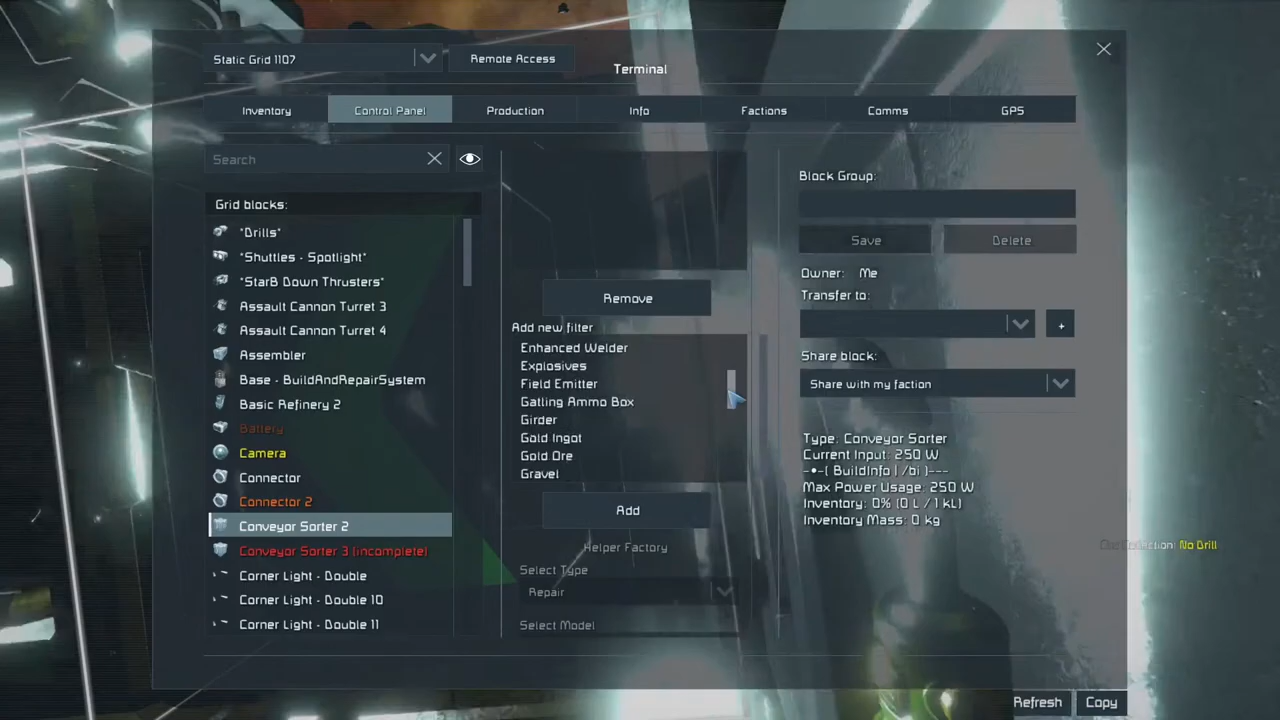 Static Grid 1107
Remote Access
Terminal
Inventory
Control Panel
Production
Info
Factions
Comms
GPS
Search
Grid blocks:
*Drills*
*Shuttles - Spotlight*
*StarB Down Thrusters*
Assault Cannon Turret 3
Assault Cannon Turret 4
Assembler
Base - BuildAndRepairSystem
Basic Refinery 2
Battery
Camera
Connector
Connector 2
Conveyor Sorter 2
Conveyor Sorter 3 (incomplete)
Corner Light - Double
Corner Light - Double 10
Corner Light - Double 11
Remove
Add new filter
Enhanced Welder
Explosives
Field Emitter
Gatling Ammo Box
Girder
Gold Ingot
Gold Ore
Gravel
Add
Helper Factory
Select Type
Repair
Select Model
Block Group:
Save
Delete
Owner: Me
Transfer to:
+
Share block:
Share with my faction
Type: Conveyor Sorter
Current Input: 250 W
-•-( BuildInfo | /bi )---
Max Power Usage: 250 W
Inventory: 0% (0 L / 1 kL)
Inventory Mass: 0 kg
No Drill
Refresh
Copy